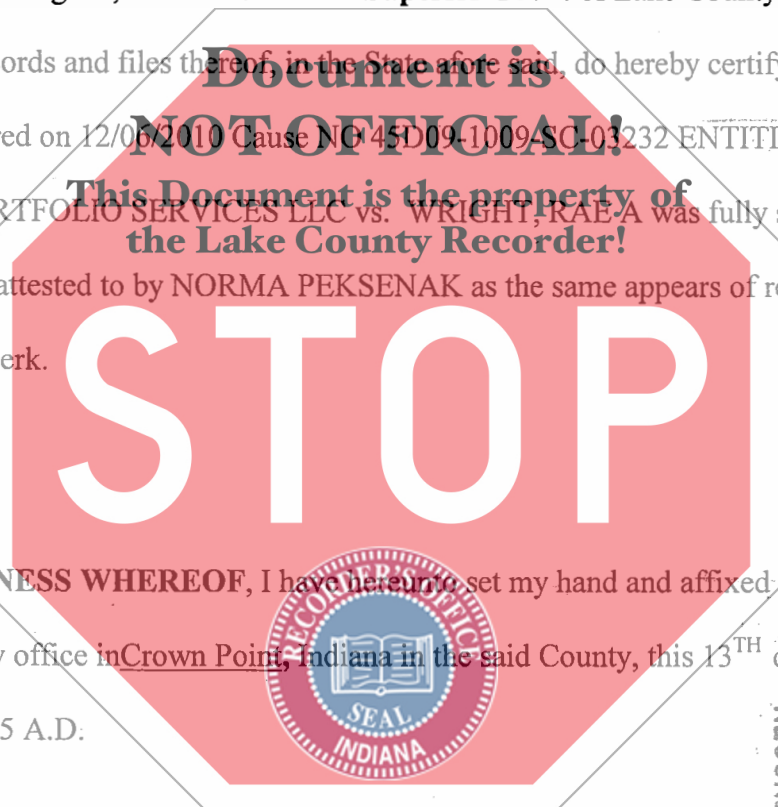 of Lake County
ords and files thereof, in the State afore said, do hereby certify
Document is
red on 12/06/2010 Cause NO 45D09-1009-SC-03232 ENTITL
NOT OFFICIAL!
This Document is the property of
RTFOLIO SERVICES LLC vs. WRIGHT, RAE A was fully s
the Lake County Recorder!
attested to by NORMA PEKSENAK as the same appears of re
erk.
STOP
NESS WHEREOF, I have hereunto set my hand and affixed
y office inCrown Point, Indiana in the said County, this 13TH d
5 A.D.
RECORDER'S OFFICE
SEAL
INDIANA